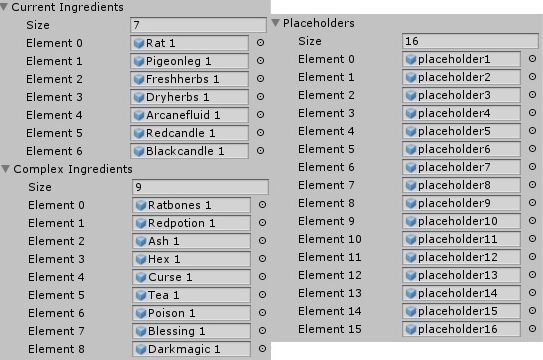 Current Ingredients
Size 7
Element 0 Rat 1
Element 1 Pigeonleg 1
Element 2 Freshherbs 1
Element 3 Dryherbs 1
Element 4 Arcanefluid 1
Element 5 Redcandle 1
Element 6 Blackcandle 1
Complex Ingredients
Size 9
Element 0 Ratbones 1
Element 1 Redpotion 1
Element 2 Ash 1
Element 3 Hex 1
Element 4 Curse 1
Element 5 Tea 1
Element 6 Poison 1
Element 7 Blessing 1
Element 8 Darkmagic 1
Placeholders
Size 16
Element 0 placeholder1
Element 1 placeholder2
Element 2 placeholder3
Element 3 placeholder4
Element 4 placeholder5
Element 5 placeholder6
Element 6 placeholder7
Element 7 placeholder8
Element 8 placeholder9
Element 9 placeholder10
Element 10 placeholder11
Element 11 placeholder12
Element 12 placeholder13
Element 13 placeholder14
Element 14 placeholder15
Element 15 placeholder16